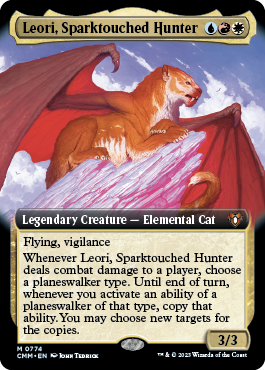 Leori, Sparktouched Hunter
Legendary Creature — Elemental Cat
Flying, vigilance
Whenever Leori, Sparktouched Hunter
deals combat damage to a player, choose
a planeswalker type. Until end of turn,
whenever you activate an ability of a
planeswalker of that type, copy that
ability. You may choose new targets for
the copies.
3/3
M 0774
CMM • EN JOHN TEDRICK
™ & © 2023 Wizards of the Coast